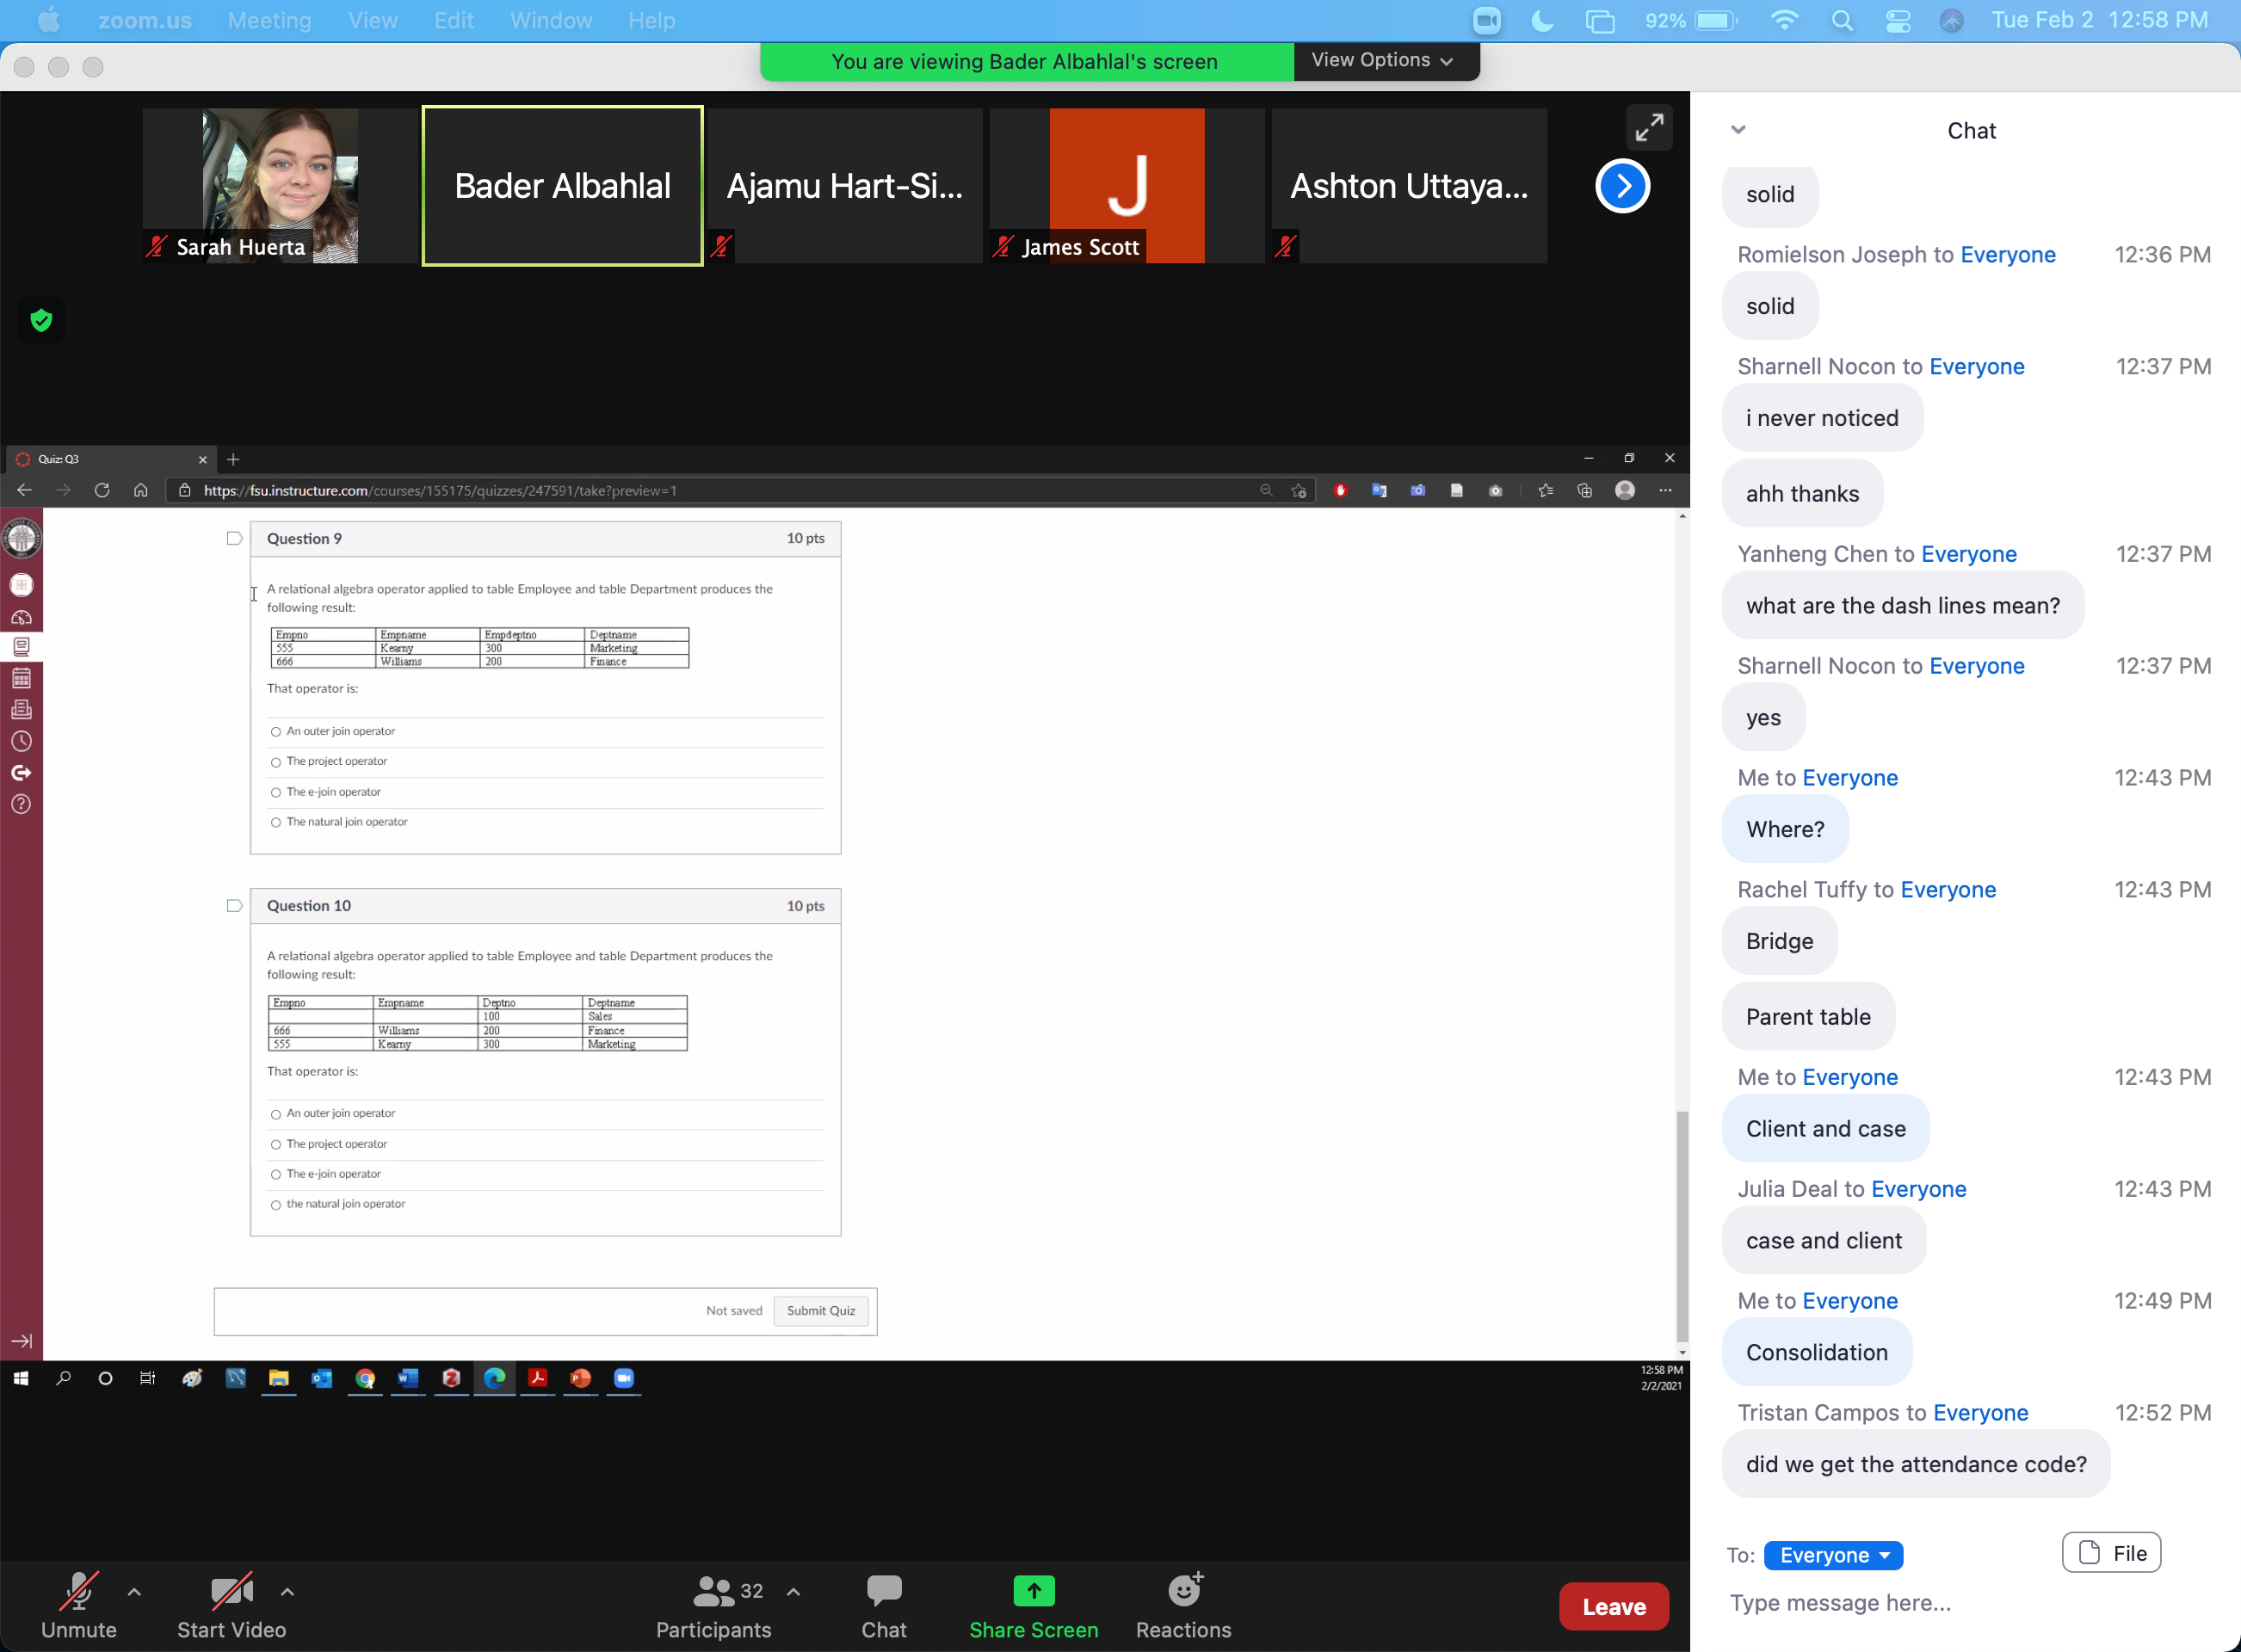 zoom.us Meeting View Edit Window Help 92% Tue Feb 2 12:58 PM
You are viewing Bader Albahlal's screen View Options
Sarah Huerta
Bader Albahlal
Ajamu Hart-Si...
J
James Scott
Ashton Uttaya...
Quiz: Q3
https://fsu.instructure.com/courses/155175/quizzes/247591/take?preview=1
Question 9 10 pts
A relational algebra operator applied to table Employee and table Department produces the
following result:
Empno Empname Empdeptno Deptname
555 Kearny 300 Marketing
666 Williams 200 Finance
That operator is:
An outer join operator
The project operator
The e-join operator
The natural join operator
Question 10 10 pts
A relational algebra operator applied to table Employee and table Department produces the
following result:
Empno Empname Deptno Deptname
100 Sales
666 Williams 200 Finance
555 Kearny 300 Marketing
That operator is:
An outer join operator
The project operator
The e-join operator
the natural join operator
Not saved Submit Quiz
12:58 PM
2/2/2021
Unmute
Start Video
32
Participants
Chat
Share Screen
Reactions
Leave
Chat
solid
Romielson Joseph to Everyone 12:36 PM
solid
Sharnell Nocon to Everyone 12:37 PM
i never noticed
ahh thanks
Yanheng Chen to Everyone 12:37 PM
what are the dash lines mean?
Sharnell Nocon to Everyone 12:37 PM
yes
Me to Everyone 12:43 PM
Where?
Rachel Tuffy to Everyone 12:43 PM
Bridge
Parent table
Me to Everyone 12:43 PM
Client and case
Julia Deal to Everyone 12:43 PM
case and client
Me to Everyone 12:49 PM
Consolidation
Tristan Campos to Everyone 12:52 PM
did we get the attendance code?
To: Everyone File
Type message here...